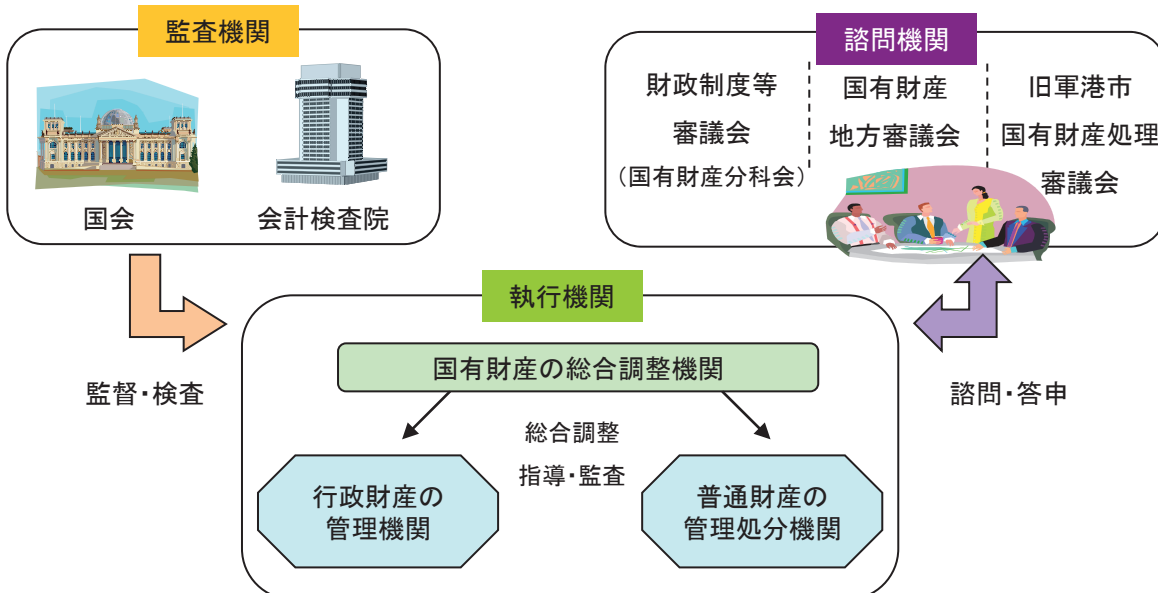 監査機関
国会
会計検査院
諮問機関
財政制度等
審議会
（国有財産分科会）
国有財産
地方審議会
旧軍港市
国有財産処理
審議会
監督・検査
諮問・答申
執行機関
国有財産の総合調整機関
総合調整
指導・監査
行政財産の
管理機関
普通財産の
管理処分機関